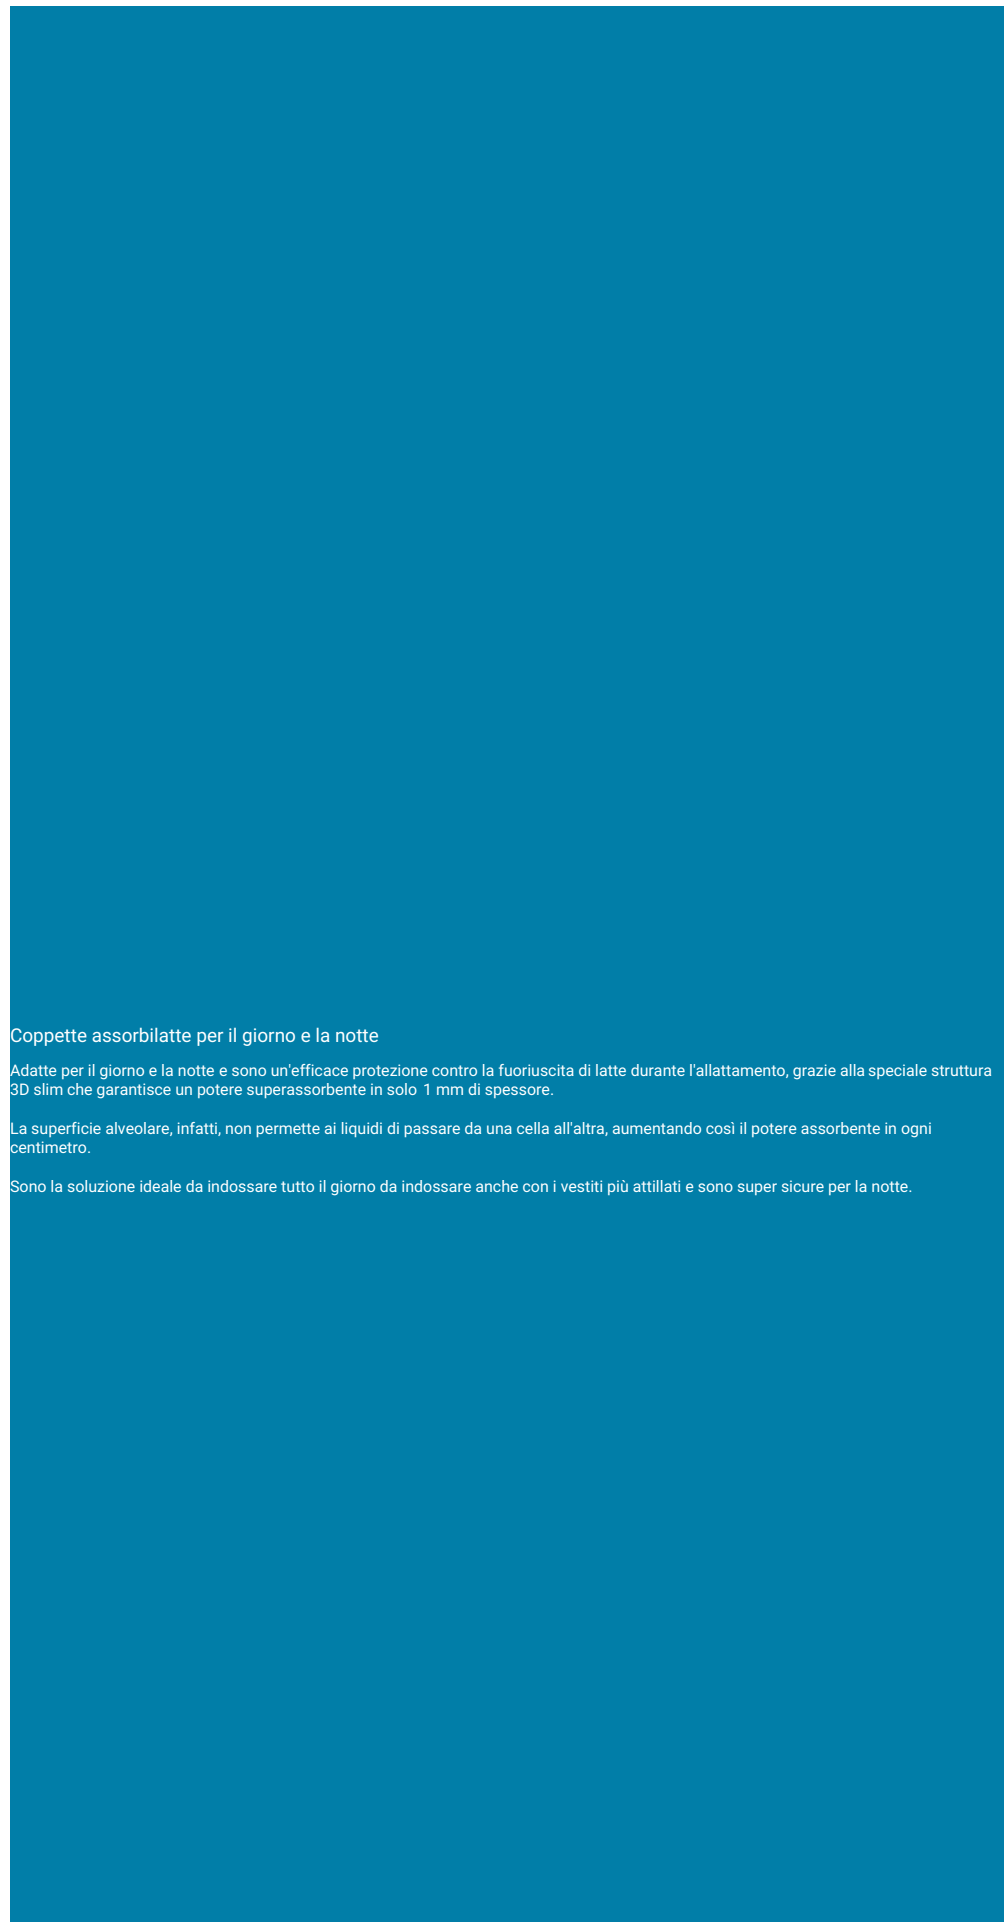 Coppette assorbilatte per il giorno e la notte
Adatte per il giorno e la notte e sono un'efficace protezione contro la fuoriuscita di latte durante l'allattamento, grazie alla speciale struttura
3D slim che garantisce un potere superassorbente in solo 1 mm di spessore.
La superficie alveolare, infatti, non permette ai liquidi di passare da una cella all'altra, aumentando così il potere assorbente in ogni
centimetro.
Sono la soluzione ideale da indossare tutto il giorno da indossare anche con i vestiti più attillati e sono super sicure per la notte.